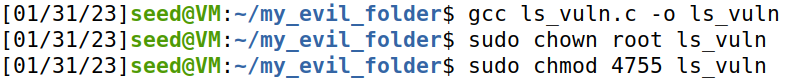 [01/31/23]seed@VM:~/my_evil_folder$ gcc ls_vuln.c -o ls_vuln
[01/31/23]seed@VM:~/my_evil_folder$ sudo chown root ls_vuln
[01/31/23]seed@VM:~/my_evil_folder$ sudo chmod 4755 ls_vuln